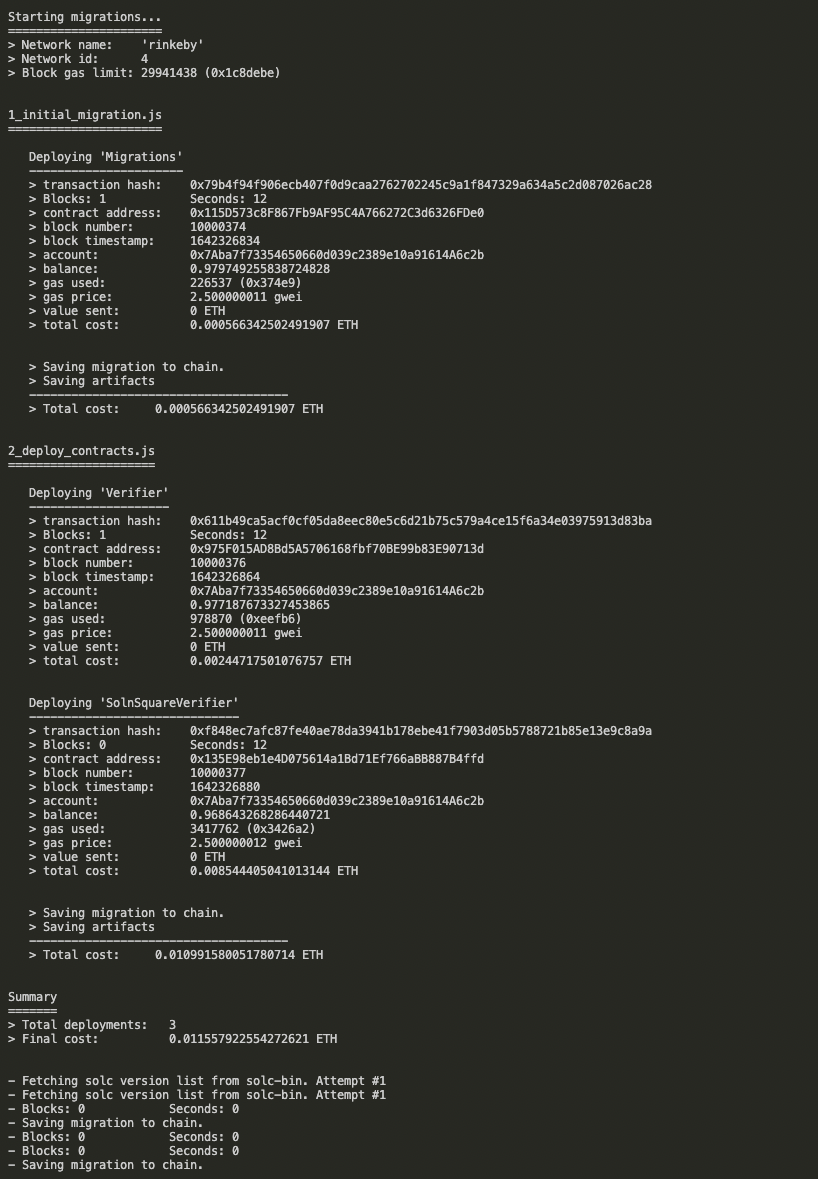 Starting migrations...
======================
> Network name:    'rinkeby'
> Network id:      4
> Block gas limit: 29941438 (0x1c8debe)
1_initial_migration.js
======================
   Deploying 'Migrations'
   ----------------------
   > transaction hash:    0x79b4f94f906ecb407f0d9caa2762702245c9a1f847329a634a5c2d087026ac28
   > Blocks: 1            Seconds: 12
   > contract address:    0x115D573c8F867Fb9AF95C4A766272C3d6326FDe0
   > block number:        10000374
   > block timestamp:     1642326834
   > account:             0x7Aba7f73354650660d039c2389e10a91614A6c2b
   > balance:             0.979749255838724828
   > gas used:            226537 (0x374e9)
   > gas price:           2.500000011 gwei
   > value sent:          0 ETH
   > total cost:          0.000566342502491907 ETH
   > Saving migration to chain.
   > Saving artifacts
   -------------------------------------
   > Total cost:     0.000566342502491907 ETH
2_deploy_contracts.js
=====================
   Deploying 'Verifier'
   --------------------
   > transaction hash:    0x611b49ca5acf0cf05da8eec80e5c6d21b75c579a4ce15f6a34e03975913d83ba
   > Blocks: 1            Seconds: 12
   > contract address:    0x975F015AD8Bd5A5706168fbf70BE99b83E90713d
   > block number:        10000376
   > block timestamp:     1642326864
   > account:             0x7Aba7f73354650660d039c2389e10a91614A6c2b
   > balance:             0.977187673327453865
   > gas used:            978870 (0xeefb6)
   > gas price:           2.500000011 gwei
   > value sent:          0 ETH
   > total cost:          0.00244717501076757 ETH
   Deploying 'SolnSquareVerifier'
   ------------------------------
   > transaction hash:    0xf848ec7afc87fe40ae78da3941b178ebe41f7903d05b5788721b85e13e9c8a9a
   > Blocks: 0            Seconds: 12
   > contract address:    0x135E98eb1e4D075614a1Bd71Ef766aBB887B4ffd
   > block number:        10000377
   > block timestamp:     1642326880
   > account:             0x7Aba7f73354650660d039c2389e10a91614A6c2b
   > balance:             0.968643268286440721
   > gas used:            3417762 (0x3426a2)
   > gas price:           2.500000012 gwei
   > value sent:          0 ETH
   > total cost:          0.008544405041013144 ETH
   > Saving migration to chain.
   > Saving artifacts
   -------------------------------------
   > Total cost:     0.010991580051780714 ETH
Summary
=======
> Total deployments:   3
> Final cost:          0.011557922554272621 ETH
- Fetching solc version list from solc-bin. Attempt #1
- Fetching solc version list from solc-bin. Attempt #1
- Blocks: 0            Seconds: 0
- Saving migration to chain.
- Blocks: 0            Seconds: 0
- Blocks: 0            Seconds: 0
- Saving migration to chain.